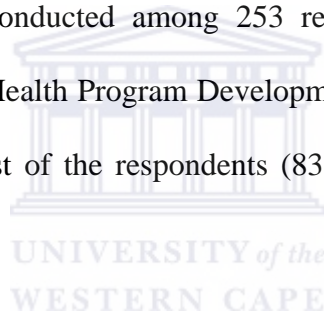 onducted among 253 re
Health Program Developm
st of the respondents (83
UNIVERSITY of the
WESTERN CAPE